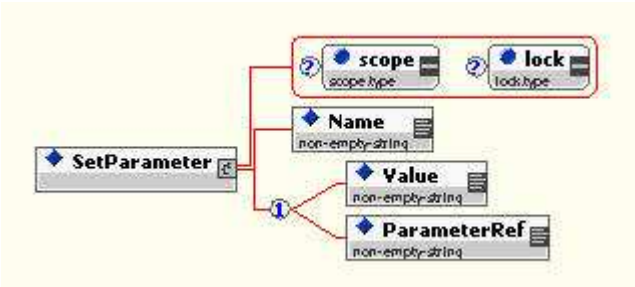 ? scope ? lock
scope.type lock.type
Name
non-empty-string
SetParameter
Value
non-empty-string
1
ParameterRef
non-empty-string